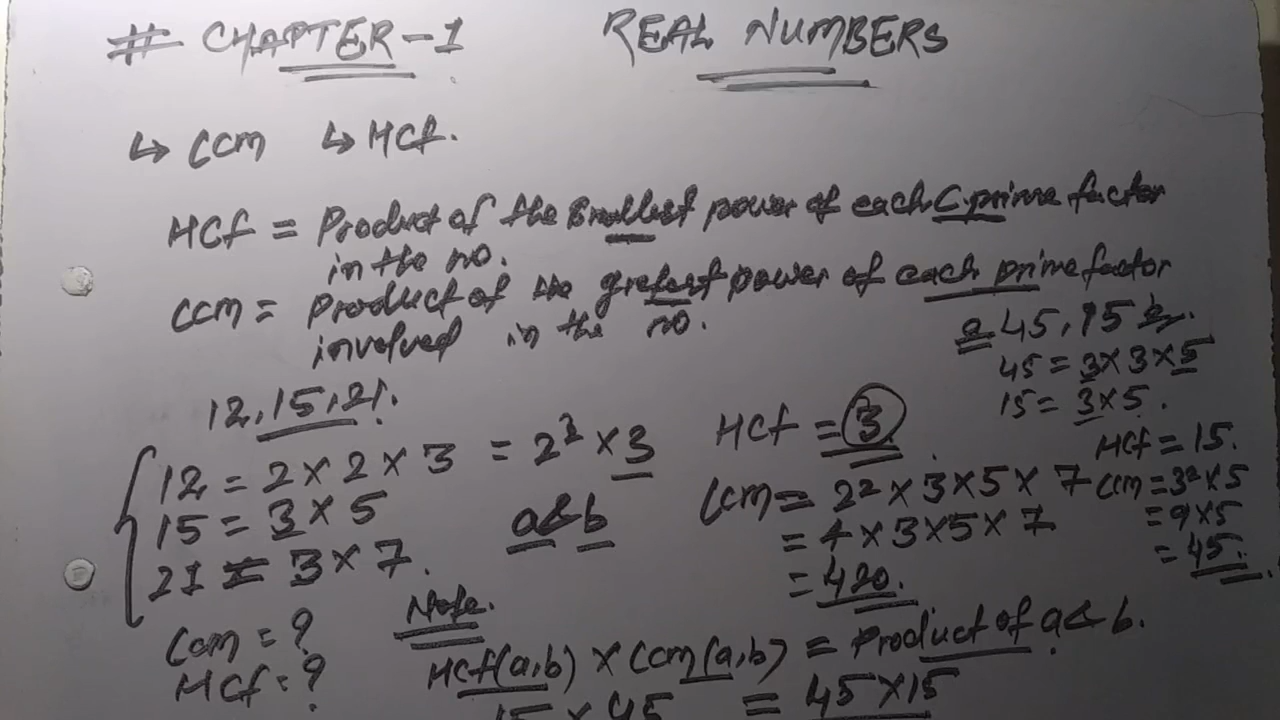 # CHAPTER-1 REAL NUMBERS
↳ LCM ↳ HCf.
HCf = Product of the smallest power of each C.prime factor
in the no.
LCM = Product of the gretest power of each prime factor
involved in the no.
12,15,21.
12 = 2 × 2 × 3 = 2² × 3
15 = 3 × 5
21 = 3 × 7.
LCM = ?
HCf = ?
a & b
HCf = 3.
LCM = 2² × 3 × 5 × 7
= 4 × 3 × 5 × 7
= 420.
a 45, 15 b.
45 = 3 × 3 × 5
15 = 3 × 5.
HCf = 15.
LCM = 3² × 5
= 9 × 5
= 45.
Note.
HCf(a,b) × LCM(a,b) = Product of a & b.
15 × 45 = 45 × 15